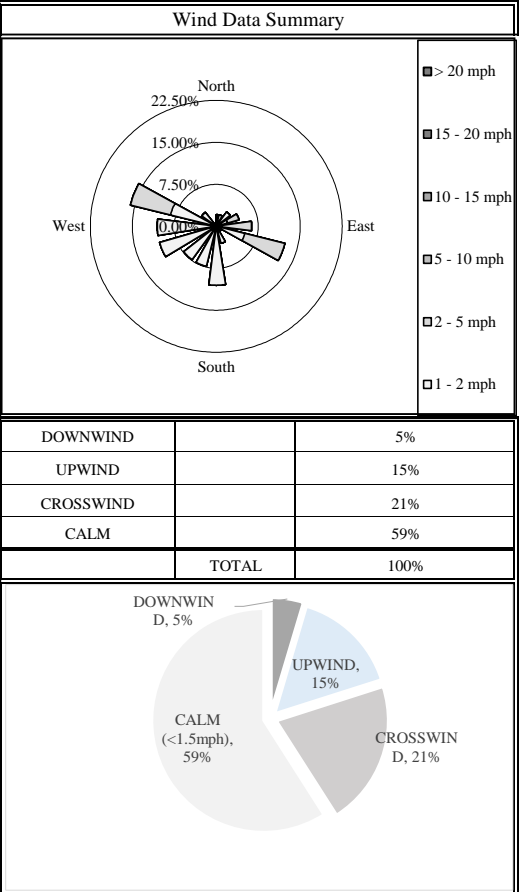 Wind Data Summary
North
22.50%
15.00%
7.50%
0.00%
West
East
South
> 20 mph
15 - 20 mph
10 - 15 mph
5 - 10 mph
2 - 5 mph
1 - 2 mph
DOWNWIND 5%
UPWIND 15%
CROSSWIND 21%
CALM 59%
TOTAL 100%
DOWNWIN
D, 5%
UPWIND,
15%
CROSSWIN
D, 21%
CALM
(<1.5mph),
59%